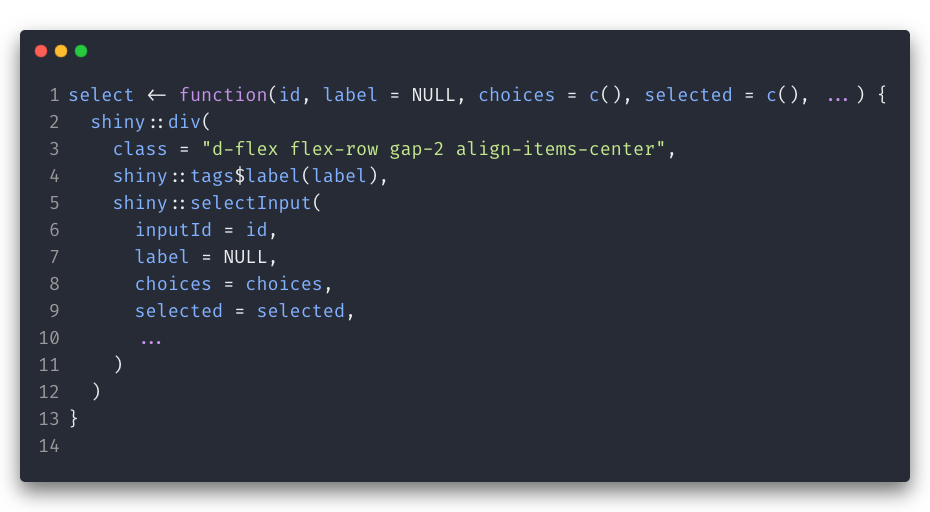 1 select <- function(id, label = NULL, choices = c(), selected = c(), ...) {
2   shiny::div(
3     class = "d-flex flex-row gap-2 align-items-center",
4     shiny::tags$label(label),
5     shiny::selectInput(
6       inputId = id,
7       label = NULL,
8       choices = choices,
9       selected = selected,
10       ...
11     )
12   )
13 }
14